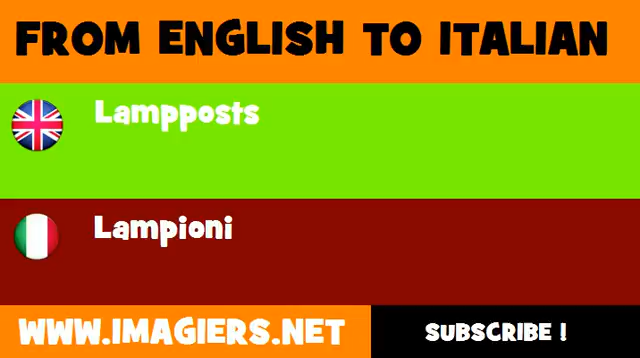 FROM ENGLISH TO ITALIAN
Lampposts
Lampioni
WWW.IMAGIERS.NET
SUBSCRIBE !